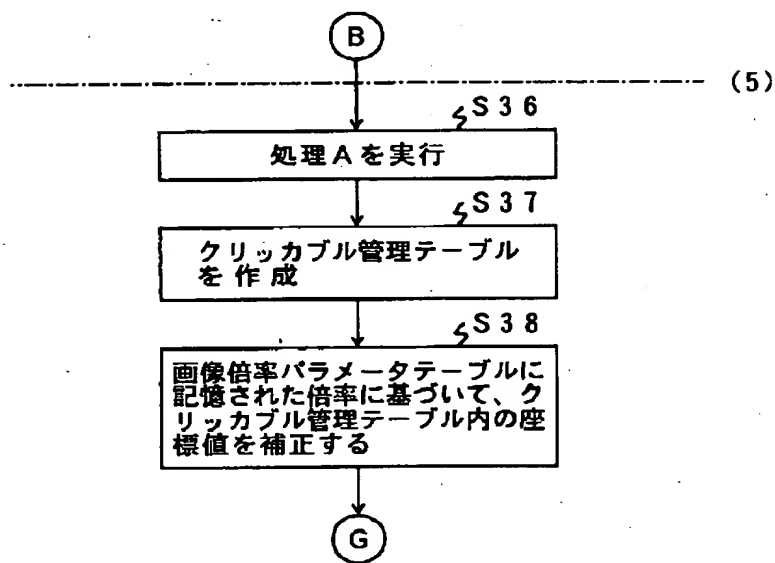 B
(5)
S36
処理Aを実行
S37
クリッカブル管理テーブル
を作成
S38
画像倍率パラメータテーブルに
記憶された倍率に基づいて、ク
リッカブル管理テーブル内の座
標値を補正する
G